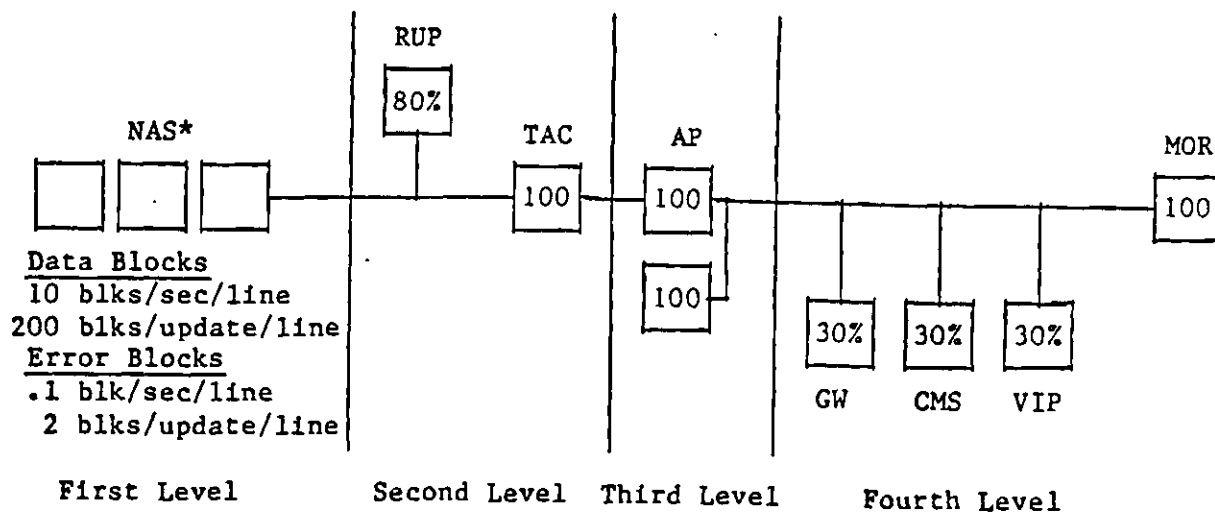 RUP
80%
NAS*
TAC
100
AP
100
100
MOR
100
Data Blocks
10 blks/sec/line
200 blks/update/line
Error Blocks
.1 blk/sec/line
2 blks/update/line
30%
30%
30%
GW
CMS
VIP
First Level
Second Level
Third Level
Fourth Level